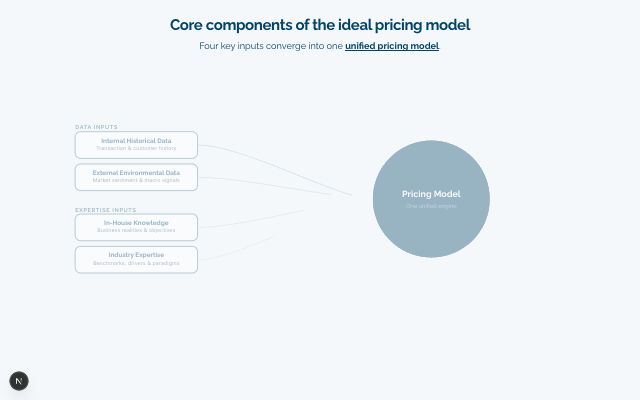 Core components of the ideal pricing model
Four key inputs converge into one unified pricing model
DATA INPUTS
Internal Historical Data
Transaction & customer history
External Environmental Data
Market sentiment & macro signals
EXPERTISE INPUTS
In-House Knowledge
Business realities & objectives
Industry Expertise
Benchmarks, drivers & paradigms
Pricing Model
One unified engine
N